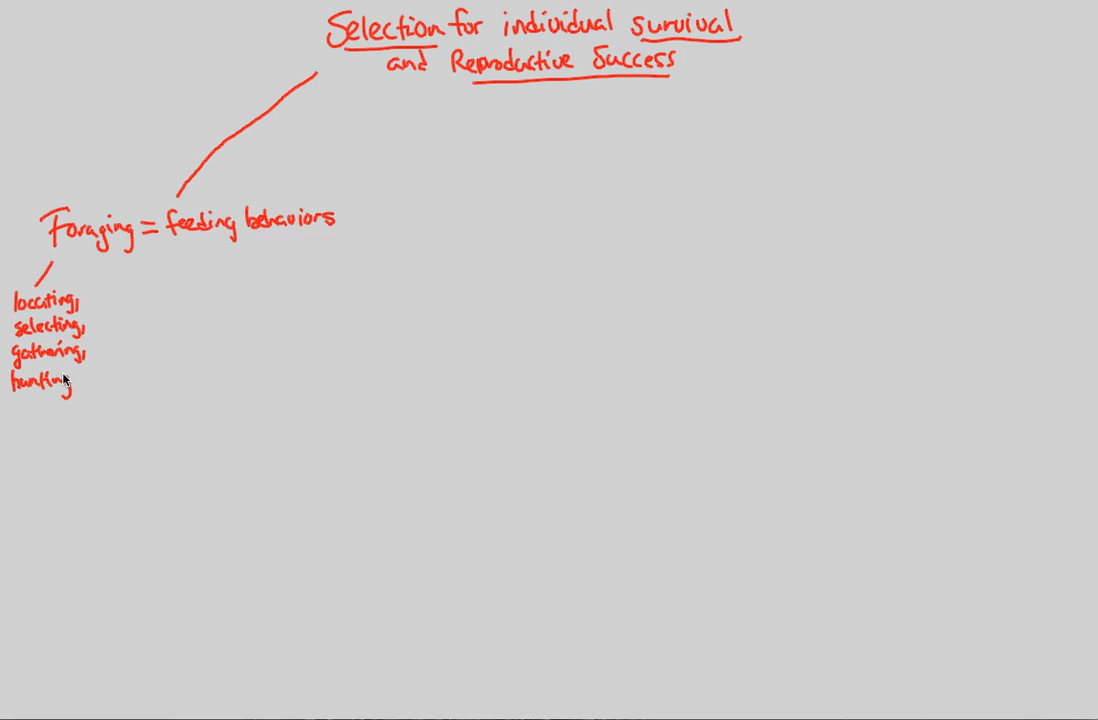 Selection for individual survival
and Reproductive Success
Foraging = feeding behaviors
locating,
selecting,
gathering,
hunting